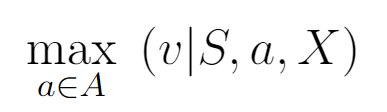 max (v|S, a, X)
a∈A